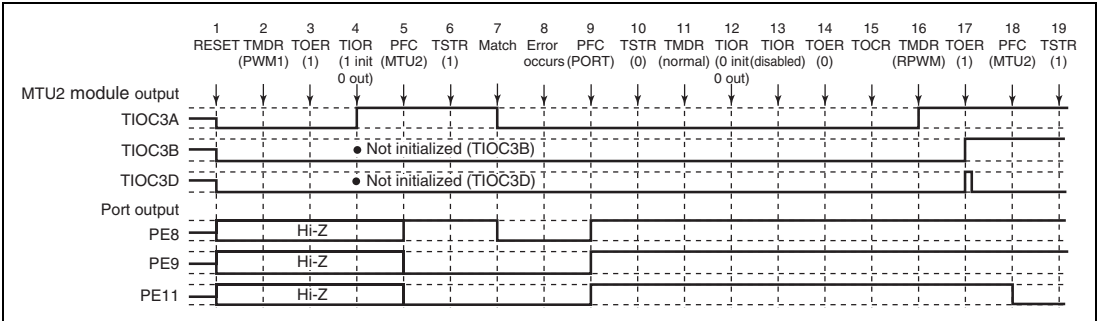 1 2 3 4 5 6 7 8 9 10 11 12 13 14 15 16 17 18 19
RESET TMDR TOER TIOR PFC TSTR Match Error PFC TSTR TMDR TIOR TIOR TOER TOCR TMDR TOER PFC TSTR
(PWM1) (1) (1 init (MTU2) (1) occurs (PORT) (0) (normal) (0 init (disabled) (0) (RPWM) (1) (MTU2) (1)
0 out) 0 out)
MTU2 module output
TIOC3A
TIOC3B • Not initialized (TIOC3B)
TIOC3D • Not initialized (TIOC3D)
Port output
PE8 Hi-Z
PE9 Hi-Z
PE11 Hi-Z